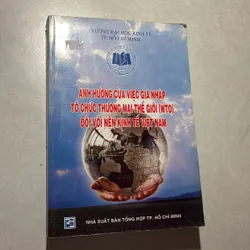 TRƯỜNG ĐẠI HỌC KINH TẾ
TP. HỒ CHÍ MINH
ẢNH HƯỞNG CỦA VIỆC GIA NHẬP
TỔ CHỨC THƯƠNG MẠI THẾ GIỚI (WTO)
ĐỐI VỚI NỀN KINH TẾ VIỆT NAM
NHÀ XUẤT BẢN TỔNG HỢP TP. HỒ CHÍ MINH